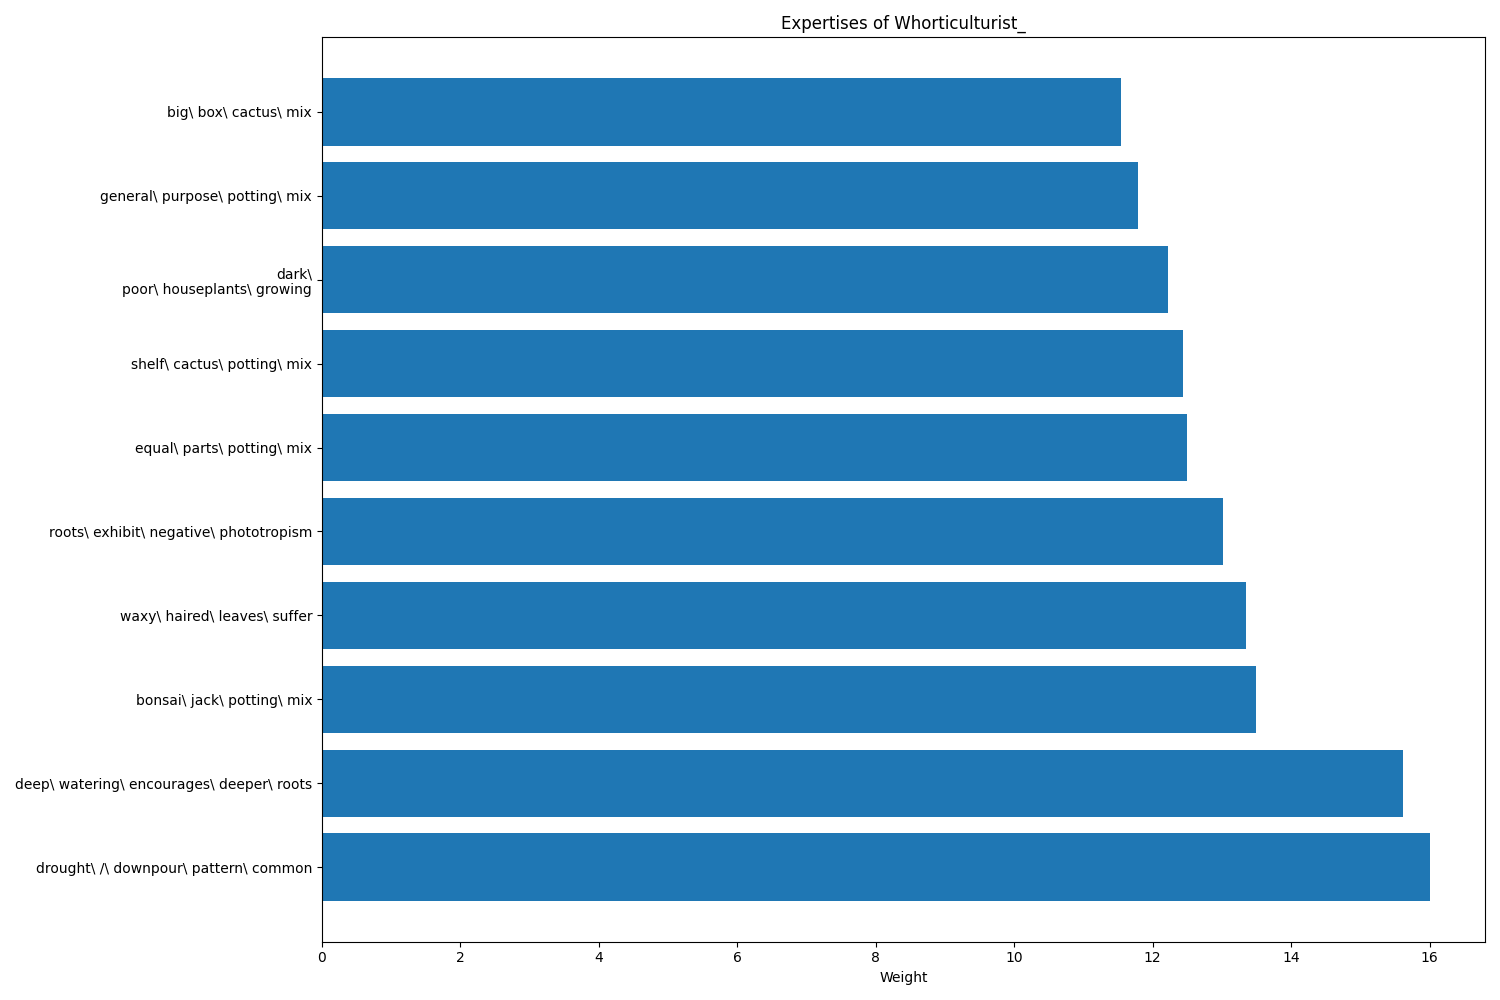 Expertises of Whorticulturist_
big\ box\ cactus\ mix
general\ purpose\ potting\ mix
dark\
poor\ houseplants\ growing
shelf\ cactus\ potting\ mix
equal\ parts\ potting\ mix
roots\ exhibit\ negative\ phototropism
waxy\ haired\ leaves\ suffer
bonsai\ jack\ potting\ mix
deep\ watering\ encourages\ deeper\ roots
drought\ /\ downpour\ pattern\ common
0 2 4 6 8 10 12 14 16
Weight